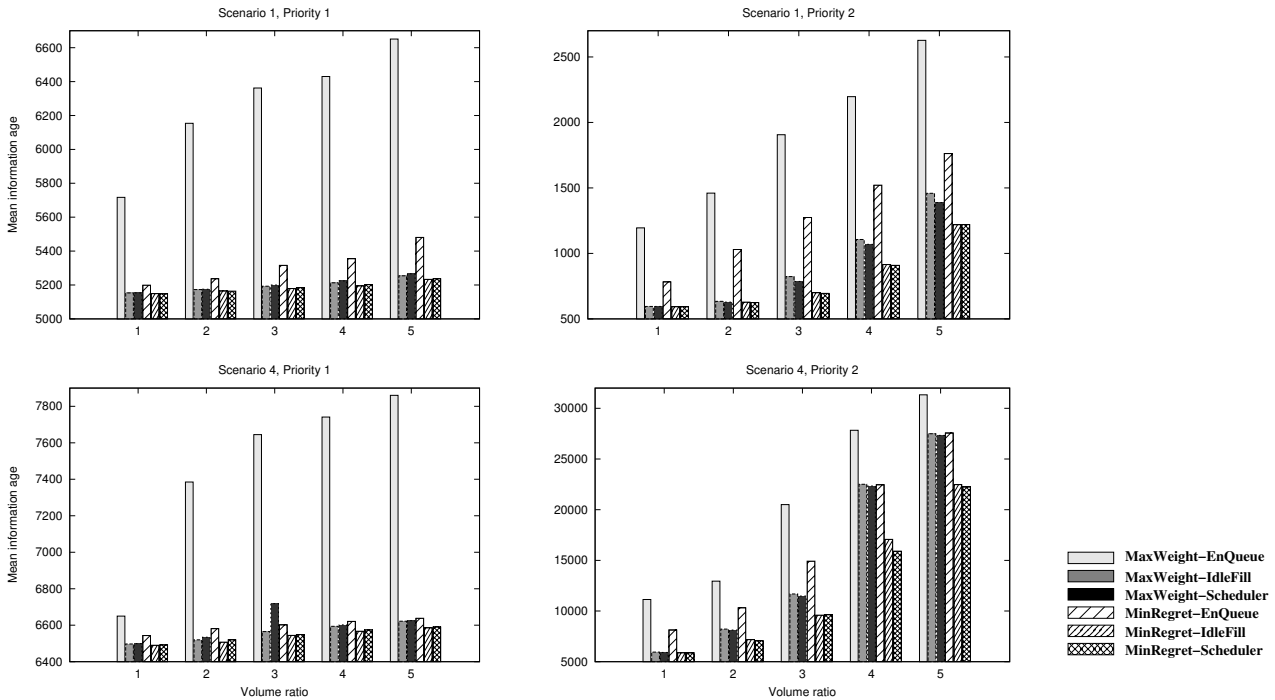 Scenario 1, Priority 1
Mean information age
6600
6400
6200
6000
5800
5600
5400
5200
5000
1 2 3 4 5
Scenario 1, Priority 2
2500
2000
1500
1000
500
1 2 3 4 5
Scenario 4, Priority 1
Mean information age
7800
7600
7400
7200
7000
6800
6600
6400
1 2 3 4 5
Volume ratio
Scenario 4, Priority 2
30000
25000
20000
15000
10000
5000
1 2 3 4 5
Volume ratio
MaxWeight-EnQueue
MaxWeight-IdleFill
MaxWeight-Scheduler
MinRegret-EnQueue
MinRegret-IdleFill
MinRegret-Scheduler